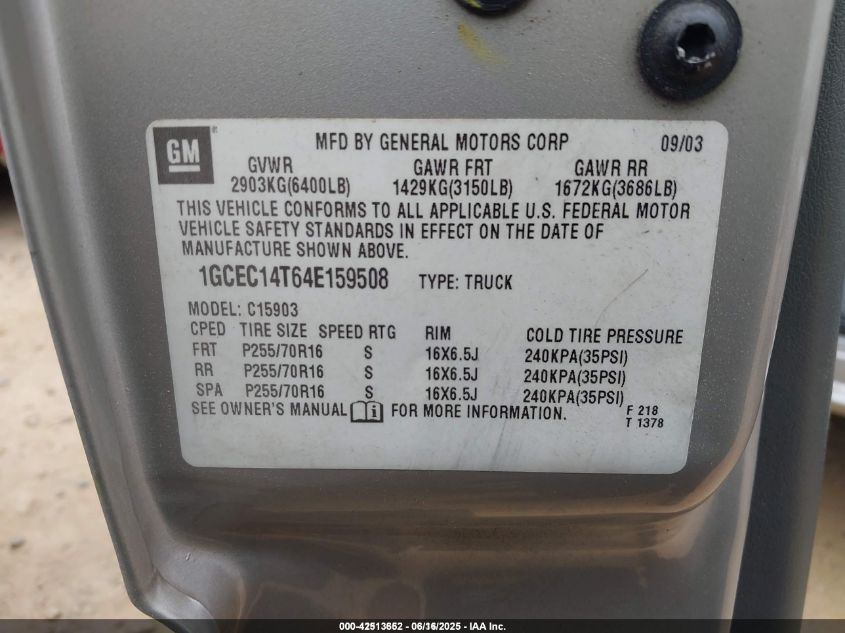 GM
MFD BY GENERAL MOTORS CORP 09/03
GVWR GAWR FRT GAWR RR
2903KG(6400LB) 1429KG(3150LB) 1672KG(3686LB)
THIS VEHICLE CONFORMS TO ALL APPLICABLE U.S. FEDERAL MOTOR
VEHICLE SAFETY STANDARDS IN EFFECT ON THE DATE OF
MANUFACTURE SHOWN ABOVE.
1GCEC14T64E159508 TYPE: TRUCK
MODEL: C15903
CPED TIRE SIZE SPEED RTG RIM COLD TIRE PRESSURE
FRT P255/70R16 S 16X6.5J 240KPA(35PSI)
RR P255/70R16 S 16X6.5J 240KPA(35PSI)
SPA P255/70R16 S 16X6.5J 240KPA(35PSI)
SEE OWNER'S MANUAL i FOR MORE INFORMATION.
F 218
T 1378
000-42513652 - 06/16/2025 - IAA Inc.